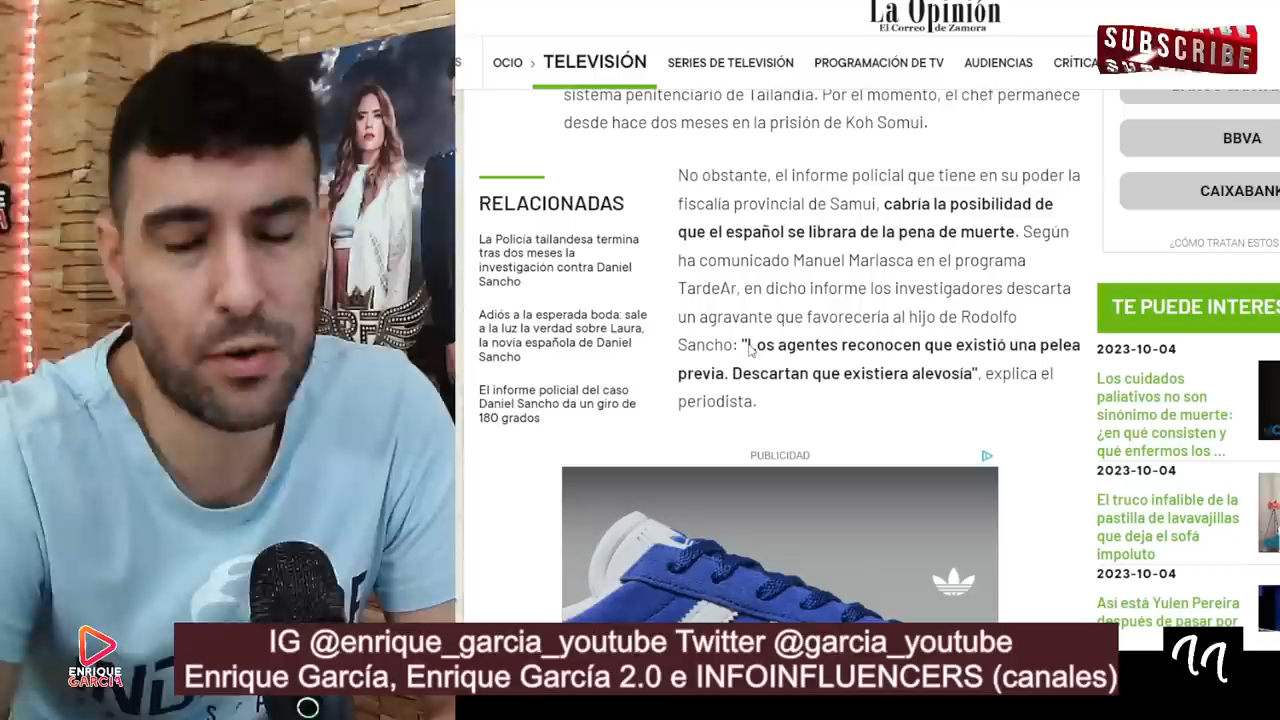 La Opinión
El Correo de Zamora
SUBSCRIBE
OCIO › TELEVISIÓN SERIES DE TELEVISIÓN PROGRAMACIÓN DE TV AUDIENCIAS CRÍTICA
sistema penitenciario de Tailandia. Por el momento, el chef permanece
desde hace dos meses en la prisión de Koh Somui.
No obstante, el informe policial que tiene en su poder la
fiscalía provincial de Samui, cabría la posibilidad de
que el español se librara de la pena de muerte. Según
ha comunicado Manuel Marlasca en el programa
TardeAr, en dicho informe los investigadores descarta
un agravante que favorecería al hijo de Rodolfo
Sancho: "Los agentes reconocen que existió una pelea
previa. Descartan que existiera alevosía", explica el
periodista.
RELACIONADAS
La Policía tailandesa termina
tras dos meses la
investigación contra Daniel
Sancho
Adiós a la esperada boda: sale
a la luz la verdad sobre Laura,
la novia española de Daniel
Sancho
El informe policial del caso
Daniel Sancho da un giro de
180 grados
PUBLICIDAD
BBVA
CAIXABANK
¿CÓMO TRATAN ESTOS
TE PUEDE INTERES
2023-10-04
Los cuidados
paliativos no son
sinónimo de muerte:
¿en qué consisten y
qué enfermos los ...
2023-10-04
El truco infalible de la
pastilla de lavavajillas
que deja el sofá
impoluto
2023-10-04
Así está Yulen Pereira
después de pasar por
IG @enrique_garcia_youtube Twitter @garcia_youtube
Enrique García, Enrique García 2.0 e INFOINFLUENCERS (canales)
ENRIQUE
GARCÍA